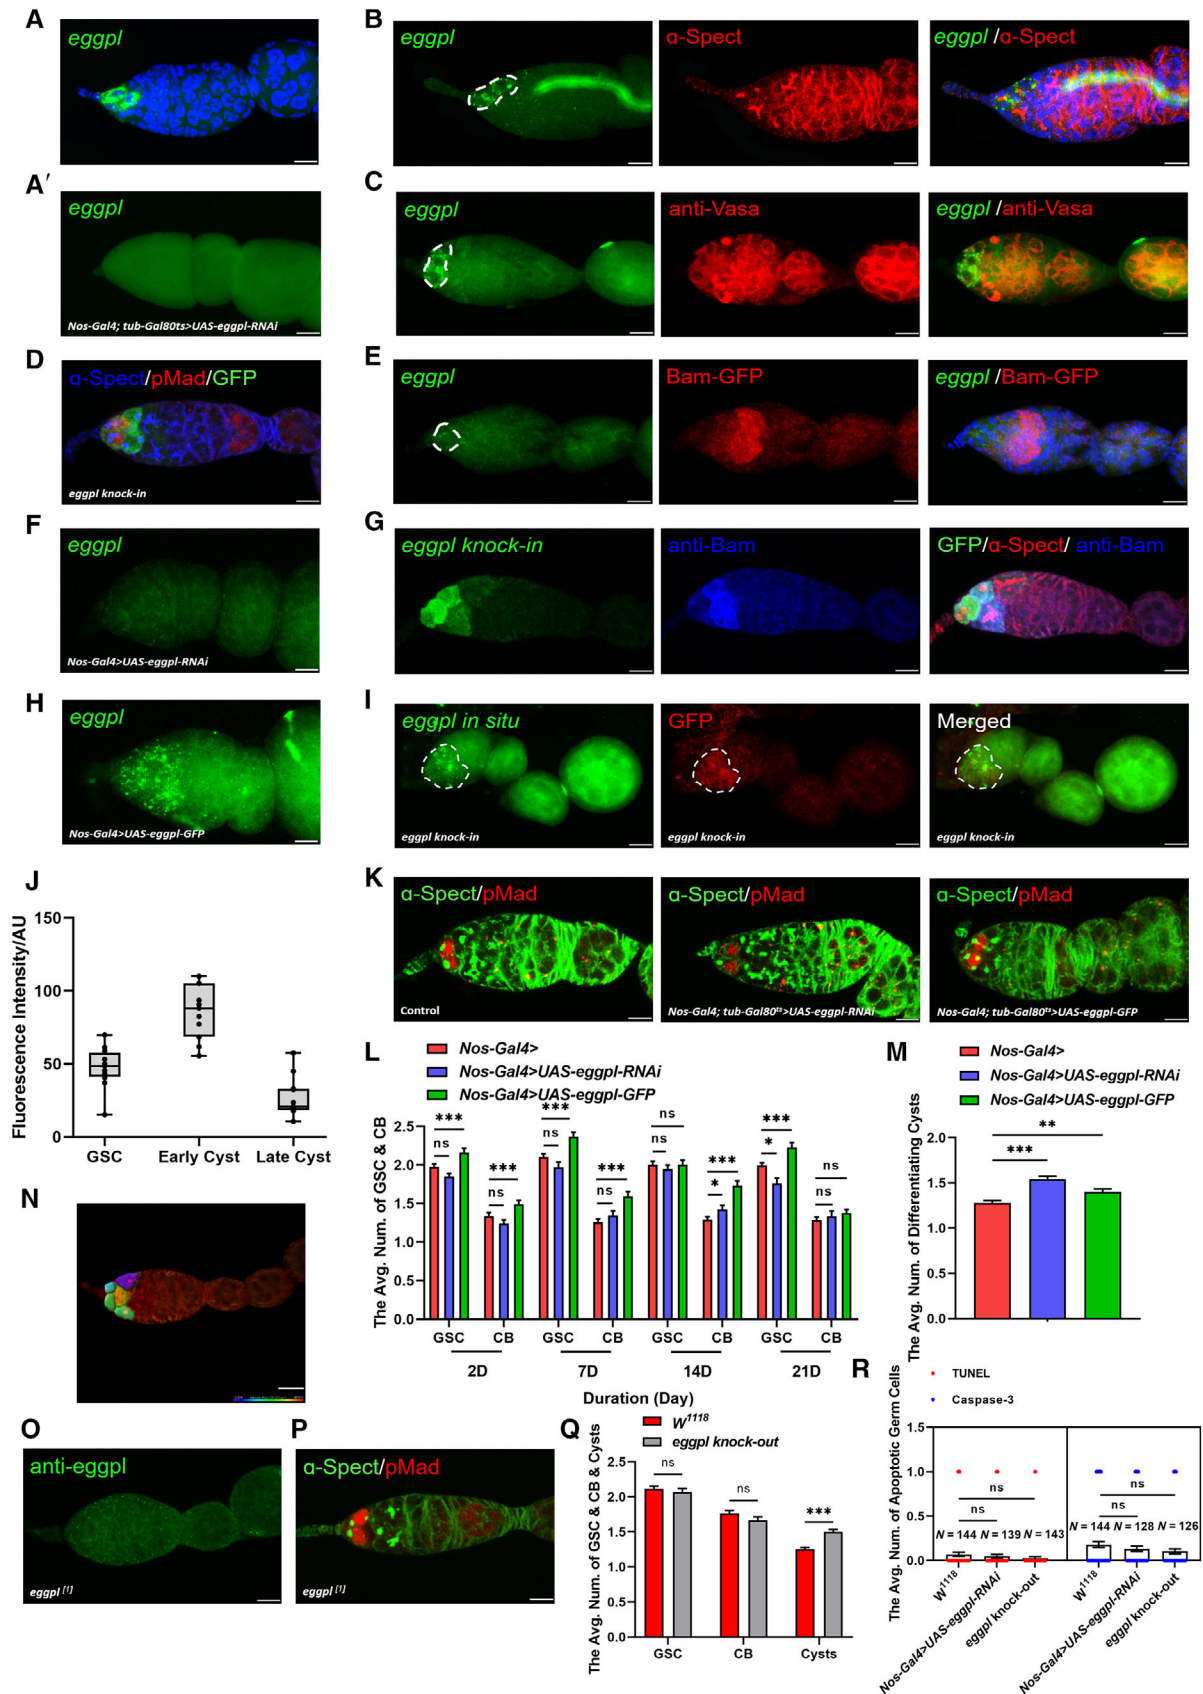 A
eggpl
B
eggpl
α-Spect
eggpl /α-Spect
A′
eggpl
Nos-Gal4; tub-Gal80ts>UAS-eggpl-RNAi
C
eggpl
anti-Vasa
eggpl /anti-Vasa
D
α-Spect/pMad/GFP
eggpl knock-in
E
eggpl
Bam-GFP
eggpl /Bam-GFP
F
eggpl
Nos-Gal4>UAS-eggpl-RNAi
G
eggpl knock-in
anti-Bam
GFP/α-Spect/ anti-Bam
H
eggpl
Nos-Gal4>UAS-eggpl-GFP
I
eggpl in situ
eggpl knock-in
GFP
eggpl knock-in
Merged
eggpl knock-in
J
Fluorescence Intensity/AU
150
100
50
0
GSC Early Cyst Late Cyst
K
α-Spect/pMad
Control
α-Spect/pMad
Nos-Gal4; tub-Gal80ts>UAS-eggpl-RNAi
α-Spect/pMad
Nos-Gal4; tub-Gal80ts>UAS-eggpl-GFP
L
Nos-Gal4>
Nos-Gal4>UAS-eggpl-RNAi
Nos-Gal4>UAS-eggpl-GFP
The Avg. Num. of GSC & CB
2.5
2.0
1.5
1.0
0.5
0.0
*** *** ns ***
ns ns ns *
*** *** *** ns
ns ns * ns
GSC CB GSC CB GSC CB GSC CB
2D 7D 14D 21D
Duration (Day)
M
Nos-Gal4>
Nos-Gal4>UAS-eggpl-RNAi
Nos-Gal4>UAS-eggpl-GFP
The Avg. Num. of Differentiating Cysts
2.0
1.5
1.0
0.5
0.0
**
***
N
O
anti-eggpl
eggpl [1]
P
α-Spect/pMad
eggpl [1]
Q
W1118
eggpl knock-out
The Avg. Num. of GSC & CB & Cysts
2.5
2.0
1.5
1.0
0.5
0.0
ns
ns
***
GSC CB Cysts
R
TUNEL
Caspase-3
The Avg. Num. of Apoptotic Germ Cells
1.5
1.0
0.5
0.0
ns
ns
N = 144 N = 139 N = 143
ns
ns
N = 144 N = 128 N = 126
W1118
Nos-Gal4>UAS-eggpl-RNAi
eggpl knock-out
W1118
Nos-Gal4>UAS-eggpl-RNAi
eggpl knock-out